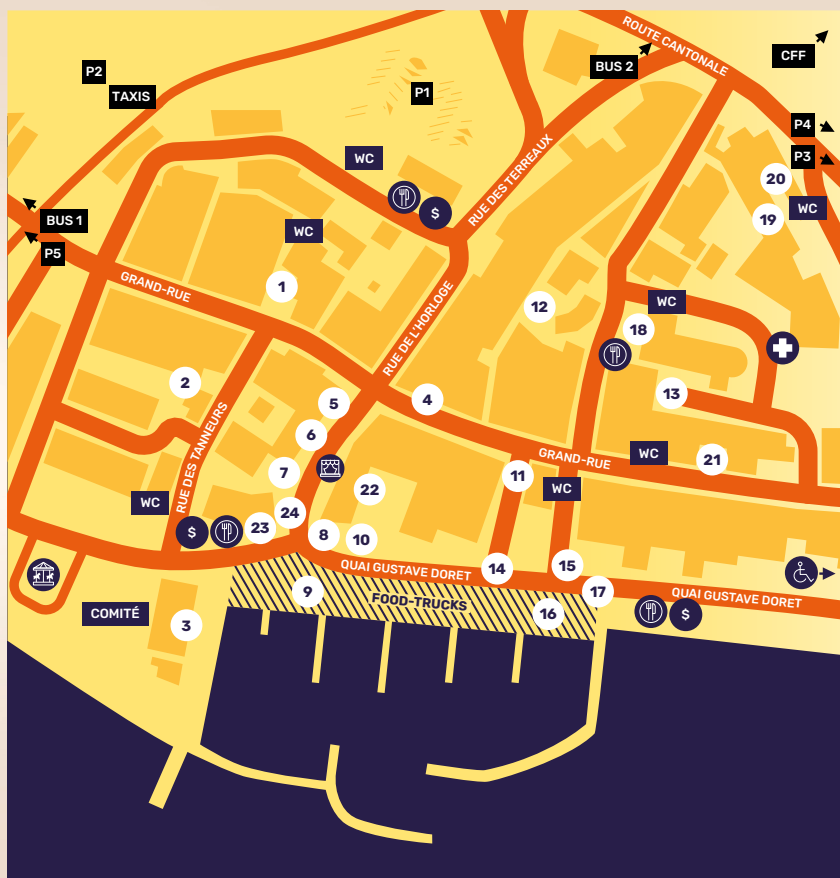 ROUTE CANTONALE
CFF
BUS 2
P2
TAXIS
P1
P4
P3
WC
RUE DES TERREAUX
20
WC
$
19
BUS 1
WC
P5
GRAND-RUE
1
12
WC
RUE DE L'HORLOGE
18
2
5
4
13
6
RUE DES TANNEURS
GRAND-RUE
WC
21
7
11
22
WC
WC
24
$
23
8
10
QUAI GUSTAVE DORET
14
15
9
FOOD-TRUCKS
17
QUAI GUSTAVE DORET
COMITÉ
3
16
$